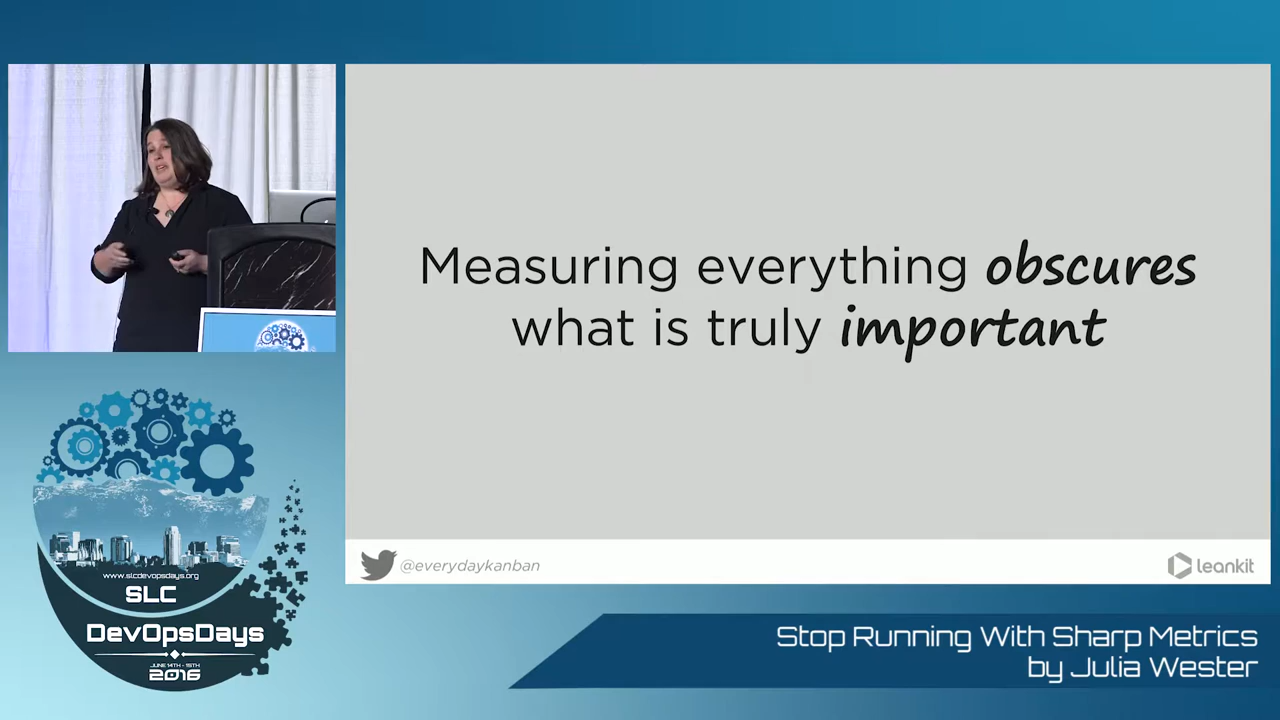 Measuring everything obscures
what is truly important
@everydaykanban
leankit
www.slcdevopsdays.org
SLC
DevOpsDays
JUNE 14TH - 15TH
2016
Stop Running With Sharp Metrics
by Julia Wester